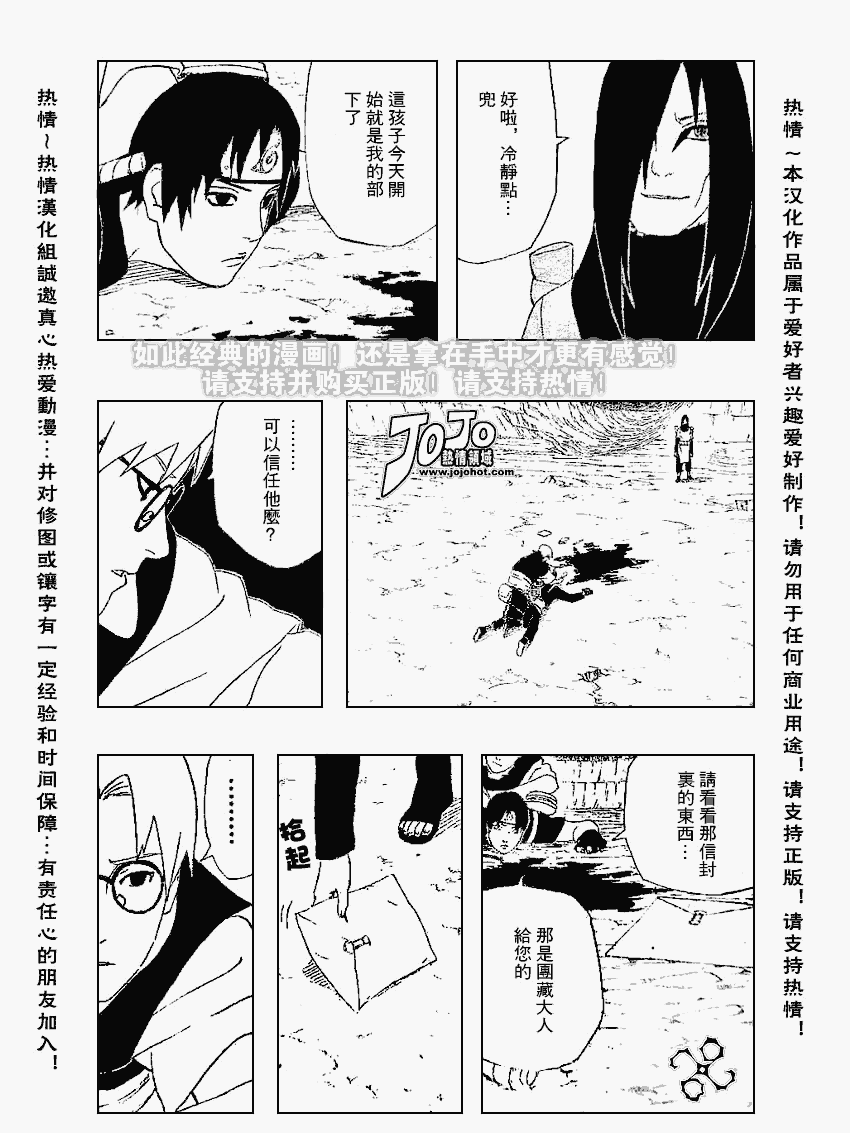 热情~本汉化作品属于爱好者兴趣爱好制作!请勿用于任何商业用途!请支持正版!请支持热情!
好啦,冷靜點…
兜
這孩子今天開
始就是我的部
下了
如此经典的漫画!还是拿在手中才更有感觉!
请支持并购买正版!请支持热情!
JOJO
热情領域
www.jojohot.com
………
可以信任他麼?
請看看那信封
裏的東西…
那是團藏大人
給您的
拾起
………
热情~热情漢化組誠邀真心热爱動漫…并对修图或镶字有一定经验和时间保障…有责任心的朋友加入!